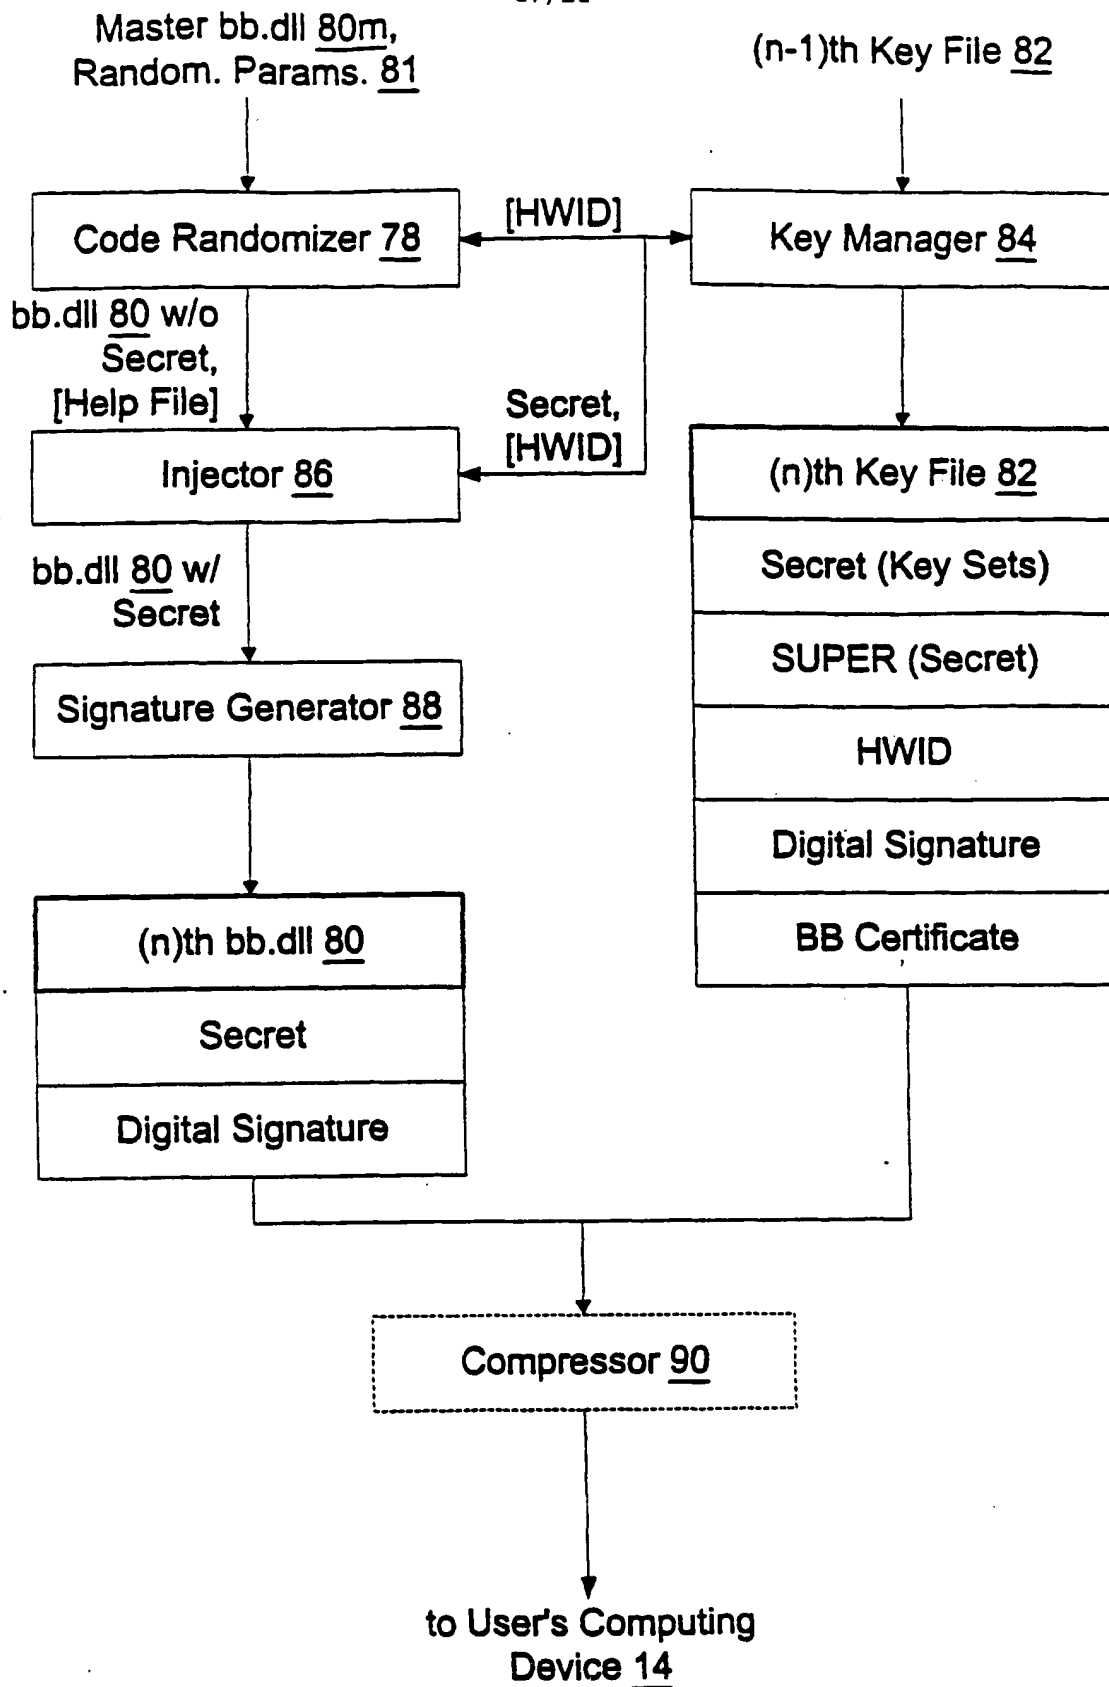 Master bb.dll 80m,
Random. Params. 81
(n-1)th Key File 82
Code Randomizer 78
[HWID]
Key Manager 84
bb.dll 80 w/o
Secret,
[Help File]
Secret,
[HWID]
Injector 86
(n)th Key File 82
Secret (Key Sets)
SUPER (Secret)
HWID
Digital Signature
BB Certificate
bb.dll 80 w/
Secret
Signature Generator 88
(n)th bb.dll 80
Secret
Digital Signature
Compressor 90
to User's Computing
Device 14